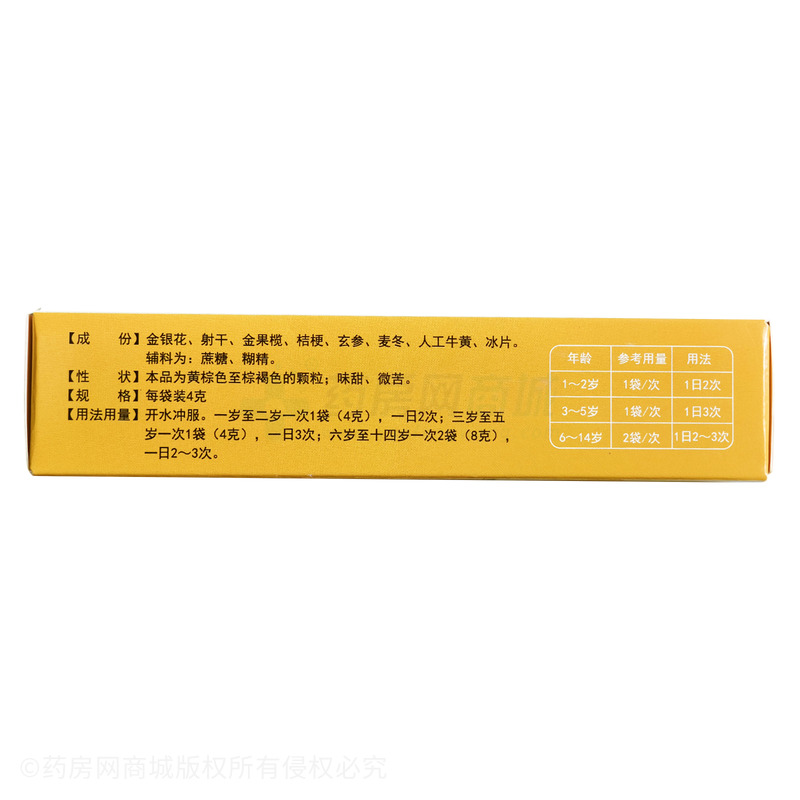 【成　份】金银花、射干、金果榄、桔梗、玄参、麦冬、人工牛黄、冰片。
辅料为：蔗糖、糊精。
【性　状】本品为黄棕色至棕褐色的颗粒；味甜、微苦。
【规　格】每袋装4克
【用法用量】开水冲服。一岁至二岁一次1袋（4克），一日2次；三岁至五
岁一次1袋（4克），一日3次；六岁至十四岁一次2袋（8克），
一日2～3次。
年龄 参考用量 用法
1～2岁 1袋/次 1日2次
3～5岁 1袋/次 1日3次
6～14岁 2袋/次 1日2～3次
药房网商城
©药房网商城版权所有侵权必究